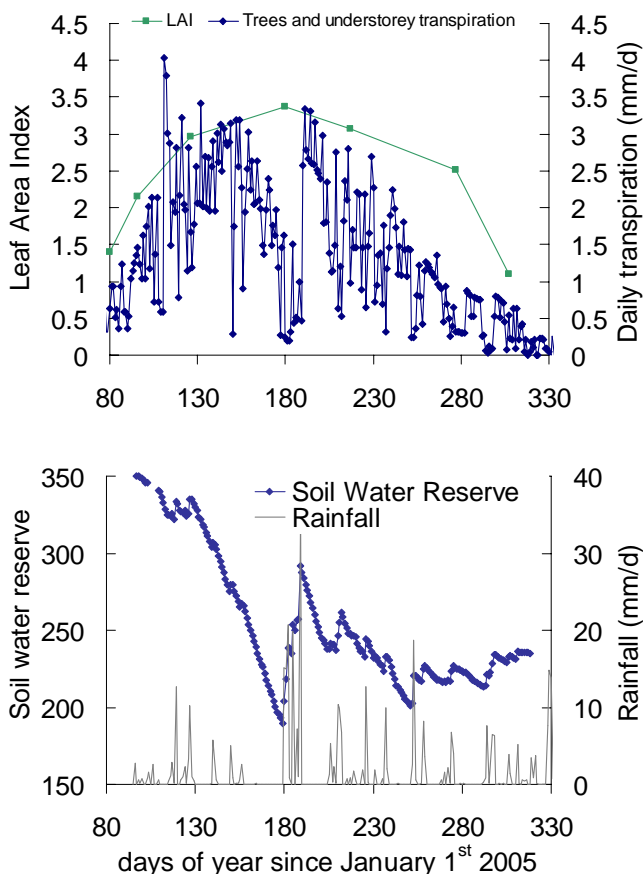 LAI Trees and understorey transpiration
4.5 4.5
4 4
3.5 3.5
3 3
2.5 2.5
2 2
1.5 1.5
1 1
0.5 0.5
0 0
Leaf Area Index
Daily transpiration (mm/d)
80 130 180 230 280 330
Soil Water Reserve
Rainfall
350 40
300 30
250 20
200 10
150 0
Soil water reserve
Rainfall (mm/d)
80 130 180 230 280 330
days of year since January 1st 2005